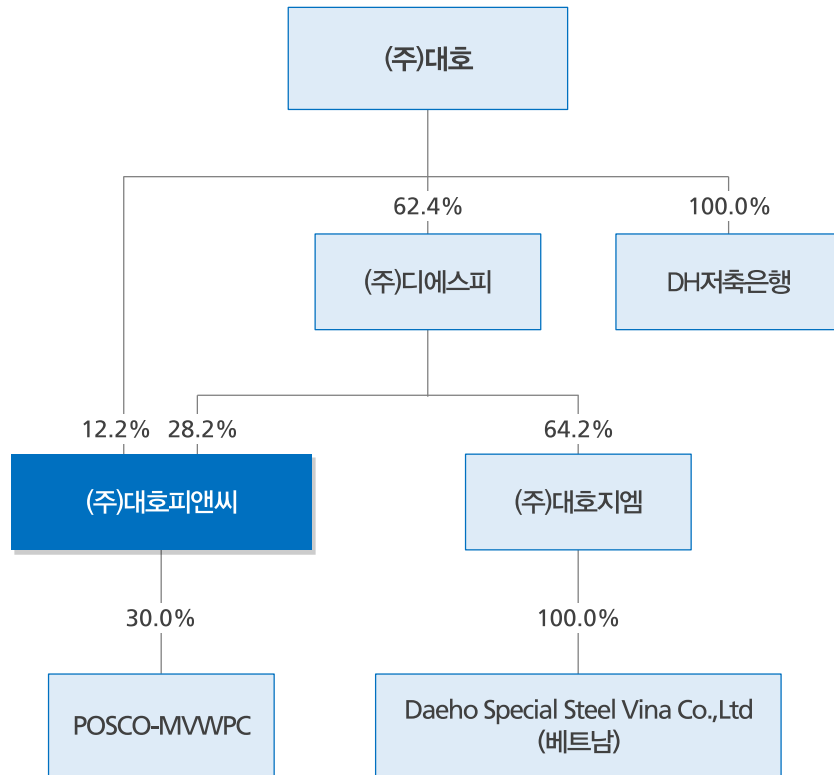 (주)대호
62.4%
100.0%
(주)디에스피
DH저축은행
12.2%
28.2%
64.2%
(주)대호피앤씨
(주)대호지엠
30.0%
100.0%
POSCO-MVWPC
Daeho Special Steel Vina Co.,Ltd
(베트남)